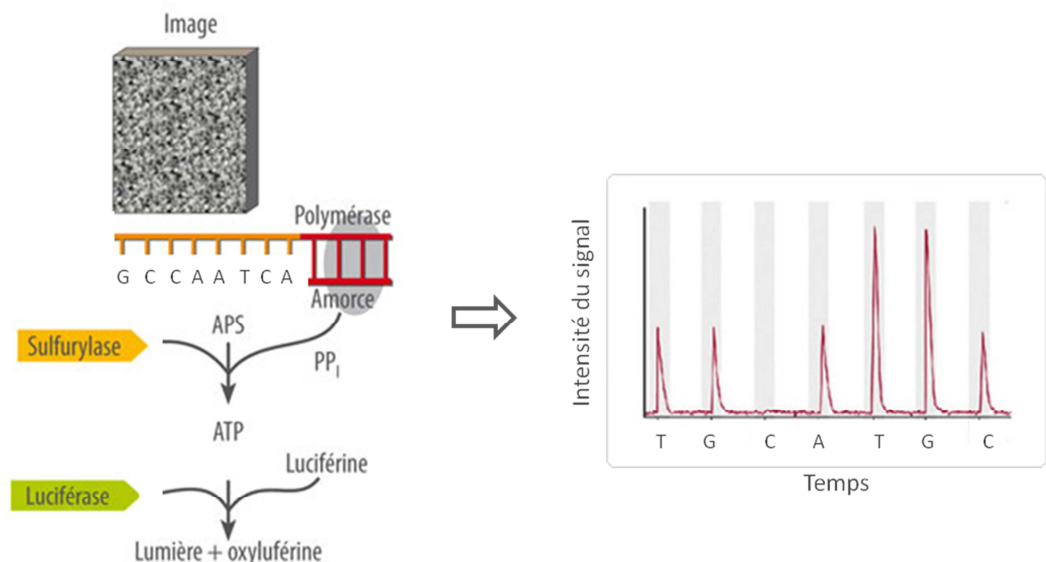 Image
Polymérase
G C C A A T C A
Amorce
APS
Sulfurylase
PPI
ATP
Luciférine
Luciférase
Lumière + oxyluférine
Intensité du signal
T G C A T G C
Temps